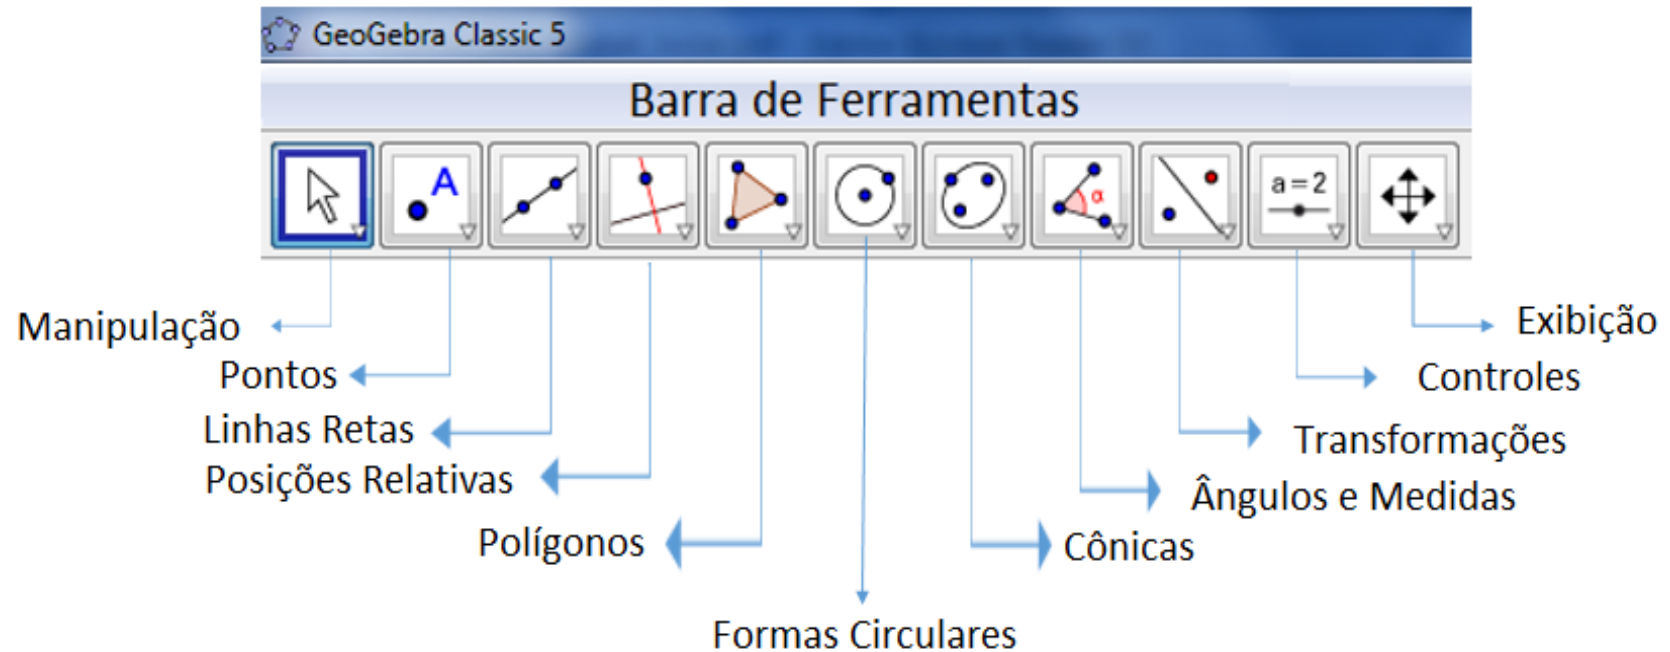 GeoGebra Classic 5
Barra de Ferramentas
A
α
a = 2
Manipulação
Exibição
Pontos
Controles
Linhas Retas
Transformações
Posições Relativas
Ângulos e Medidas
Polígonos
Cônicas
Formas Circulares